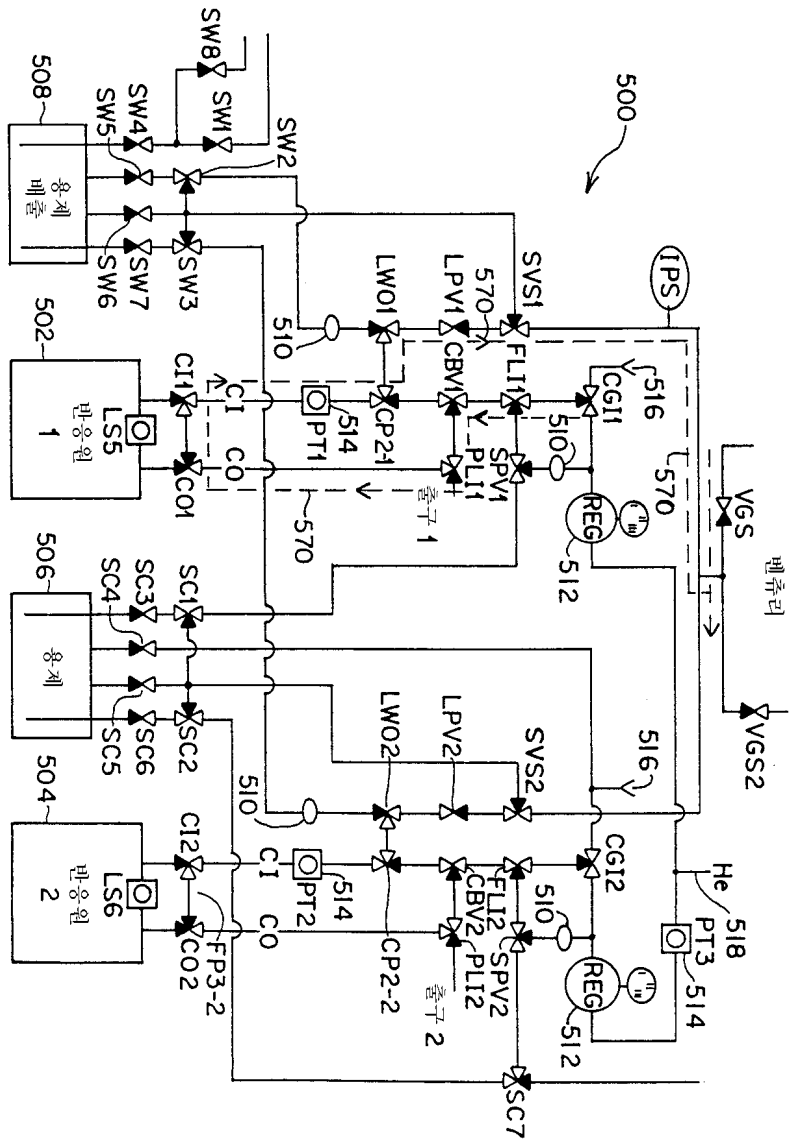 500
SW8
SW4
SW1
SW5
SW2
508
용제
배출
SW6
SW7
SW3
IPS
SVS1
LWO1
LPV1
570
510
502
CI1
CI
514
PT1
CP2-1
CBV1
FLI1
CGI1
516
LS5
반응원
1
CO1
CO
PLI1
SPV1
510
REG
512
출구 1
570
570
VGS
벤츄리
VGS2
506
용제
SC3
SC4
SC1
SC5
SC6
SC2
504
LWO2
LPV2
SVS2
516
510
CI2
CI
514
PT2
CP2-2
CBV2
FLI2
CGI2
He
518
LS6
반응원
2
CO2
FP3-2
CO
PLI2
SPV2
510
REG
512
PT3
514
출구 2
SC7